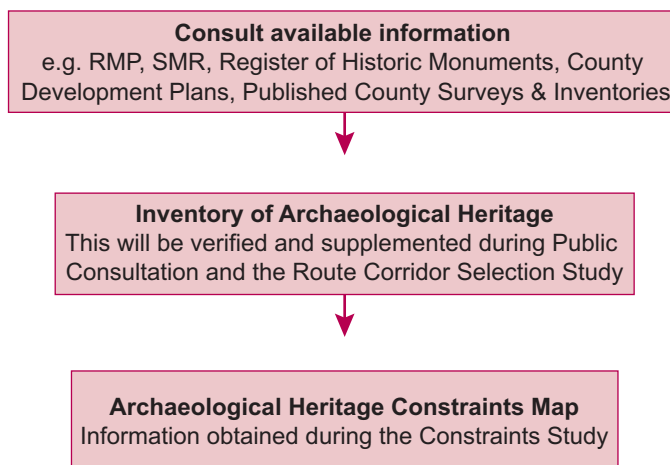 Consult available information
e.g. RMP, SMR, Register of Historic Monuments, County
Development Plans, Published County Surveys & Inventories
Inventory of Archaeological Heritage
This will be verified and supplemented during Public
Consultation and the Route Corridor Selection Study
Archaeological Heritage Constraints Map
Information obtained during the Constraints Study